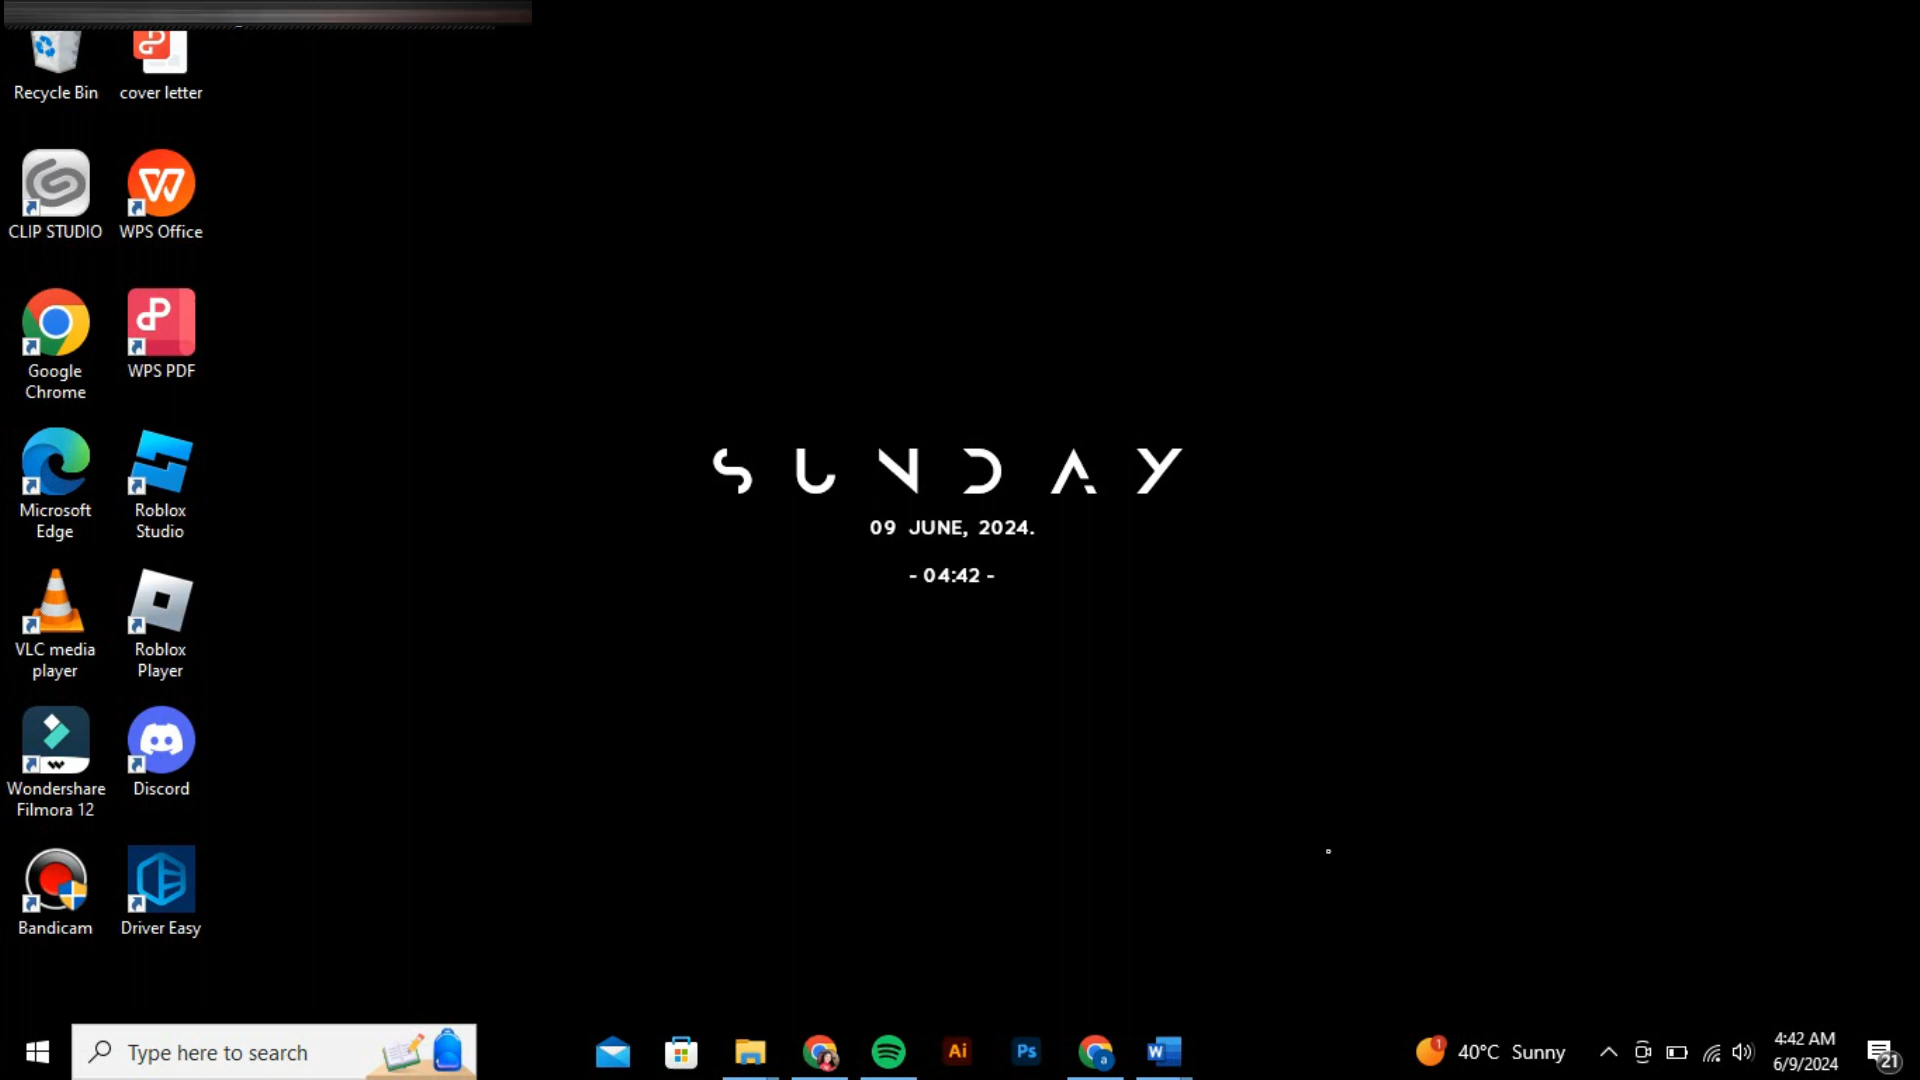 Recycle Bin
cover letter
CLIP STUDIO
WPS Office
Google
Chrome
WPS PDF
Microsoft
Edge
Roblox
Studio
VLC media
player
Roblox
Player
Wondershare
Filmora 12
Discord
Bandicam
Driver Easy
SUNDAY
09 JUNE, 2024.
- 04:42 -
Type here to search
Ai
Ps
a
W
1
40°C Sunny
4:42 AM
6/9/2024
21